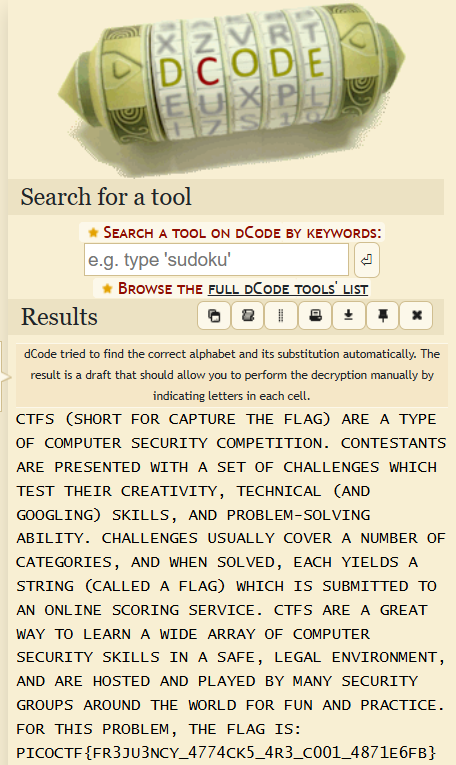 X Z V R T
D C O D E
E U X P L
Search for a tool
★ SEARCH A TOOL ON DCODE BY KEYWORDS:
e.g. type 'sudoku'
★ BROWSE THE FULL DCODE TOOLS' LIST
Results
dCode tried to find the correct alphabet and its substitution automatically. The
result is a draft that should allow you to perform the decryption manually by
indicating letters in each cell.
CTFS (SHORT FOR CAPTURE THE FLAG) ARE A TYPE
OF COMPUTER SECURITY COMPETITION. CONTESTANTS
ARE PRESENTED WITH A SET OF CHALLENGES WHICH
TEST THEIR CREATIVITY, TECHNICAL (AND
GOOGLING) SKILLS, AND PROBLEM-SOLVING
ABILITY. CHALLENGES USUALLY COVER A NUMBER OF
CATEGORIES, AND WHEN SOLVED, EACH YIELDS A
STRING (CALLED A FLAG) WHICH IS SUBMITTED TO
AN ONLINE SCORING SERVICE. CTFS ARE A GREAT
WAY TO LEARN A WIDE ARRAY OF COMPUTER
SECURITY SKILLS IN A SAFE, LEGAL ENVIRONMENT,
AND ARE HOSTED AND PLAYED BY MANY SECURITY
GROUPS AROUND THE WORLD FOR FUN AND PRACTICE.
FOR THIS PROBLEM, THE FLAG IS:
PICOCTF{FR3JU3NCY_4774CK5_4R3_C001_4871E6FB}